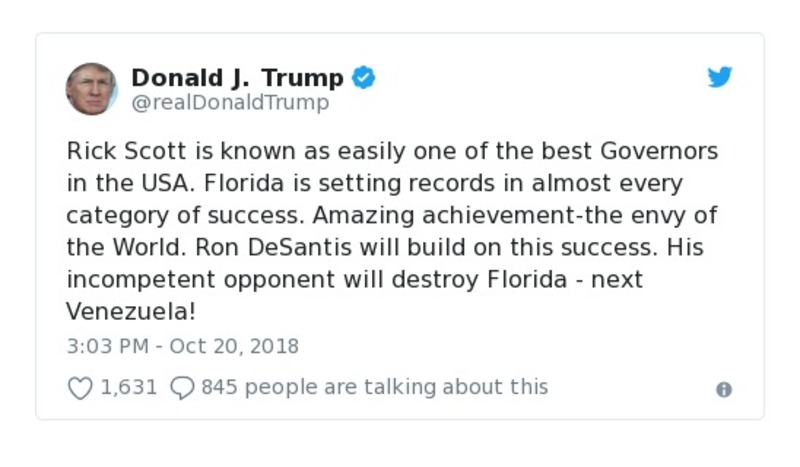 Donald J. Trump
@realDonaldTrump
Rick Scott is known as easily one of the best Governors
in the USA. Florida is setting records in almost every
category of success. Amazing achievement-the envy of
the World. Ron DeSantis will build on this success. His
incompetent opponent will destroy Florida - next
Venezuela!
3:03 PM - Oct 20, 2018
1,631 845 people are talking about this